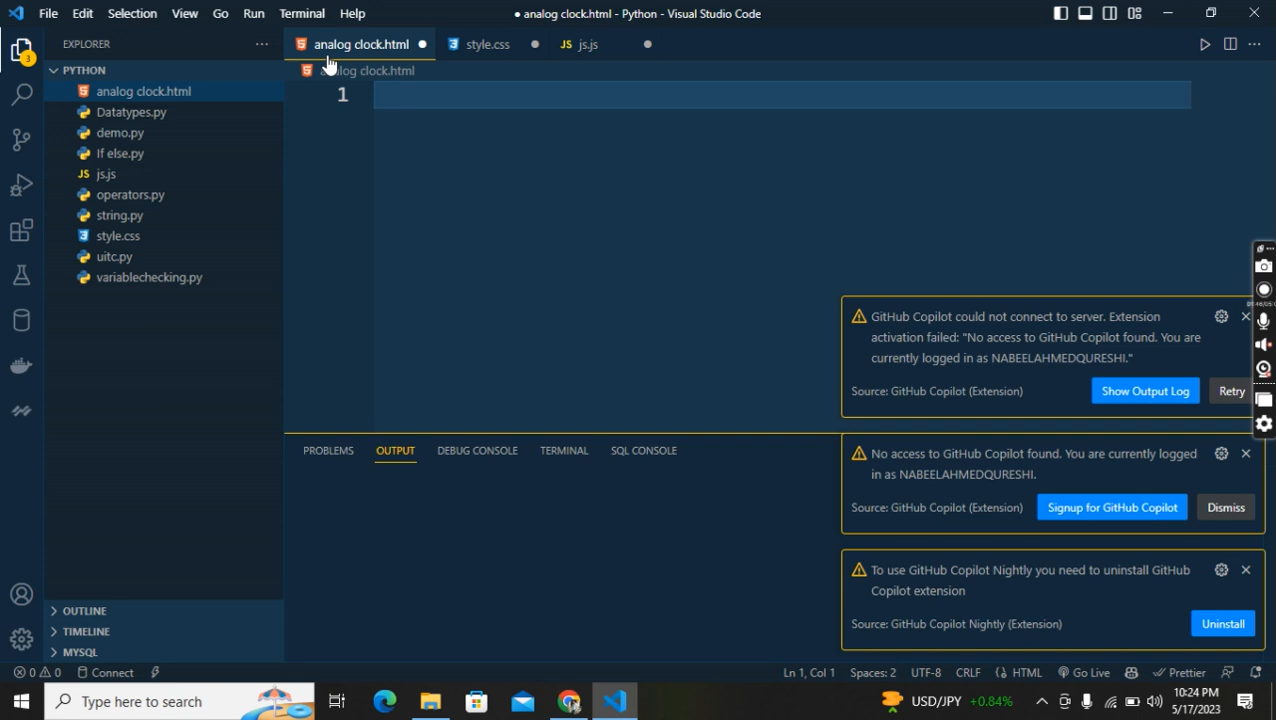 File Edit Selection View Go Run Terminal Help
● analog clock.html - Python - Visual Studio Code
EXPLORER
analog clock.html
style.css
JS js.js
PYTHON
analog clock.html
analog clock.html
Datatypes.py
demo.py
If else.py
JS js.js
operators.py
string.py
style.css
uitc.py
variablechecking.py
3
1
GitHub Copilot could not connect to server. Extension
activation failed: "No access to GitHub Copilot found. You are
currently logged in as NABEELAHMEDQURESHI."
Source: GitHub Copilot (Extension)
Show Output Log
Retry
PROBLEMS OUTPUT DEBUG CONSOLE TERMINAL SQL CONSOLE
No access to GitHub Copilot found. You are currently logged
in as NABEELAHMEDQURESHI.
Source: GitHub Copilot (Extension)
Signup for GitHub Copilot
Dismiss
To use GitHub Copilot Nightly you need to uninstall GitHub
Copilot extension
Source: GitHub Copilot Nightly (Extension)
Uninstall
OUTLINE
TIMELINE
MYSQL
0 0 Connect
Ln 1, Col 1 Spaces: 2 UTF-8 CRLF HTML Go Live Prettier
Type here to search
USD/JPY +0.84%
10:24 PM
5/17/2023